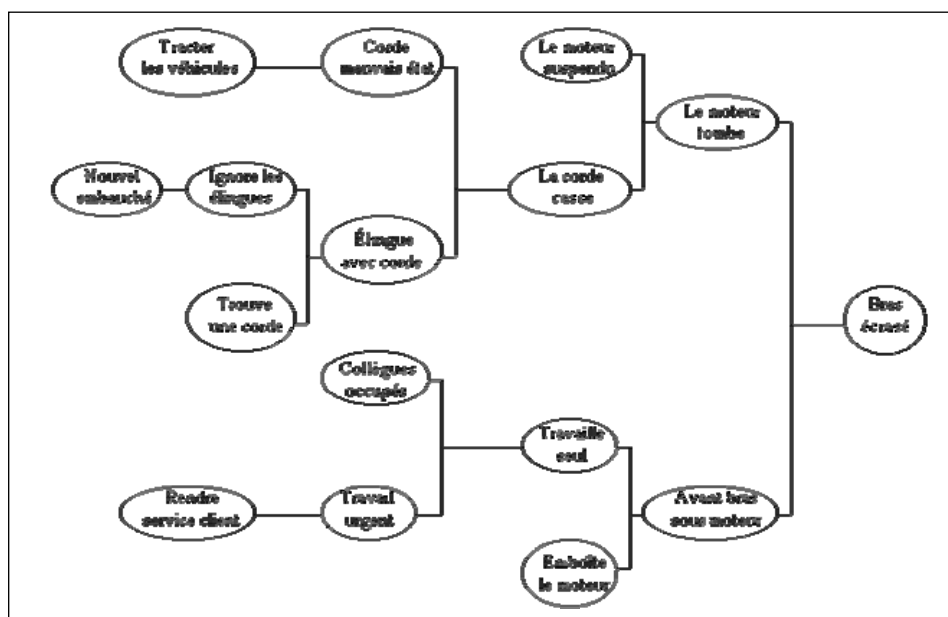 Tracter
les véhicules
Corde
mauvais état
Le moteur
suspendu
Le moteur
tombe
Nouvel
embauché
Ignore les
élingues
La corde
casse
Élingue
avec corde
Trouve
une corde
Bras
écrasé
Collègues
occupés
Travaille
seul
Rendre
service client
Travail
urgent
Avant bras
sous moteur
Emboîte
le moteur